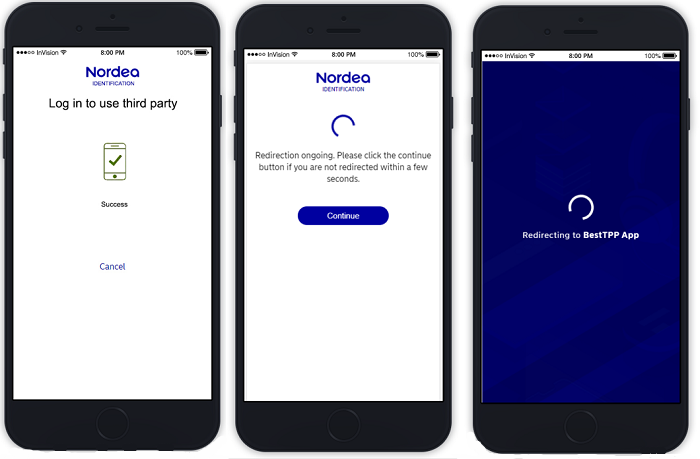 ●●●○○ InVision 8:00 PM 100%
Nordea
IDENTIFICATION
Log in to use third party
Success
Cancel
●●●○○ InVision 8:00 PM 100%
Nordea
IDENTIFICATION
Redirection ongoing. Please click the continue
button if you are not redirected within a few
seconds.
Continue
●●●○○ InVision 8:00 PM 100%
Redirecting to BestTPP App